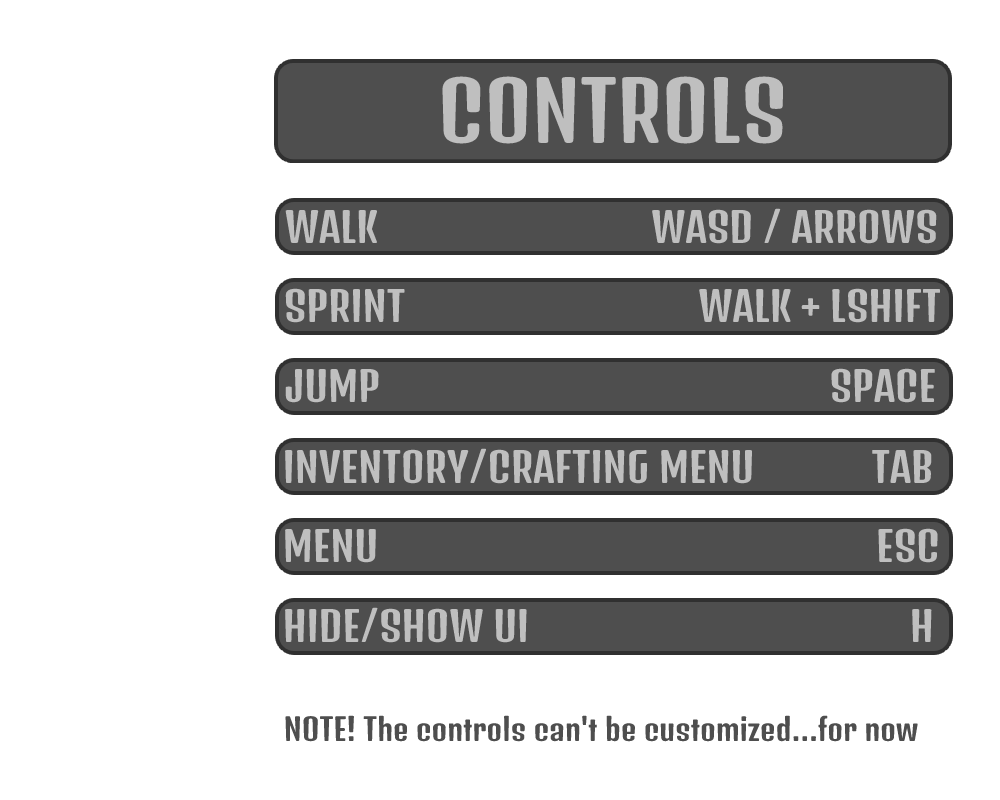 CONTROLS
WALK WASD / ARROWS
SPRINT WALK + LSHIFT
JUMP SPACE
INVENTORY/CRAFTING MENU TAB
MENU ESC
HIDE/SHOW UI H
NOTE! The controls can't be customized...for now